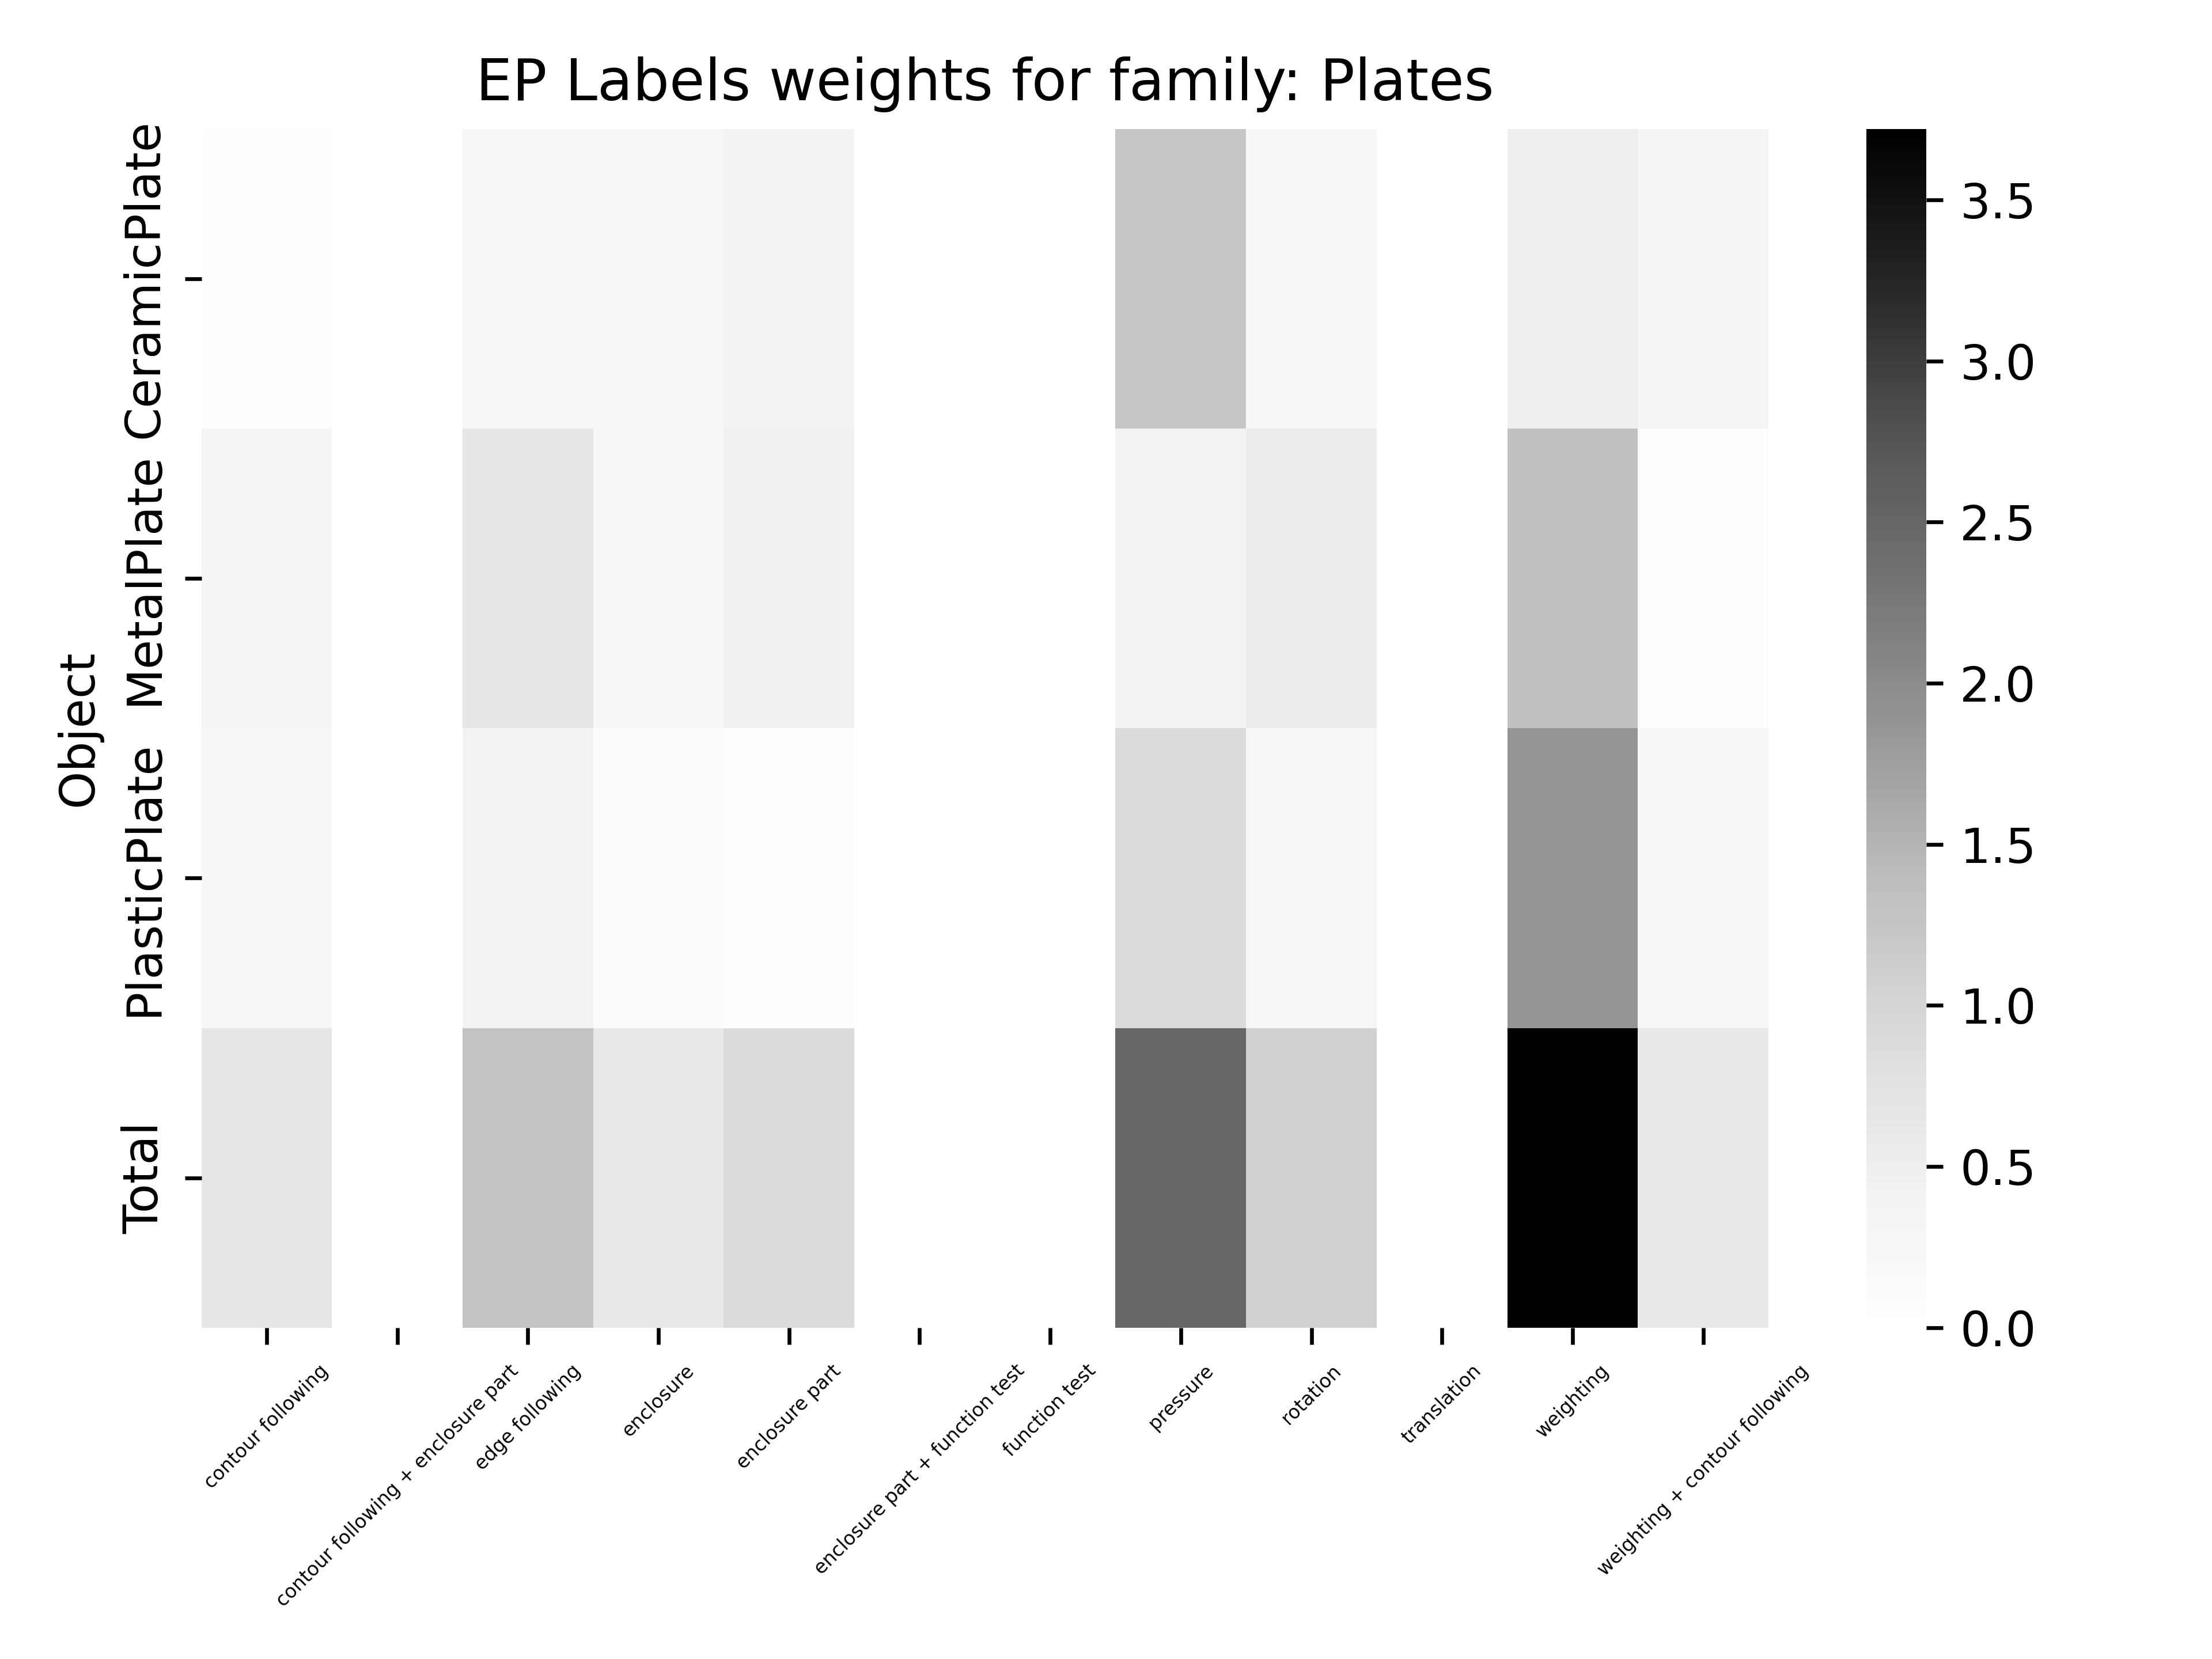 EP Labels weights for family: Plates
Object
CeramicPlate
MetalPlate
PlasticPlate
Total
contour following
contour following + enclosure part
edge following
enclosure
enclosure part
enclosure part + function test
function test
pressure
rotation
translation
weighting
weighting + contour following
3.5
3.0
2.5
2.0
1.5
1.0
0.5
0.0